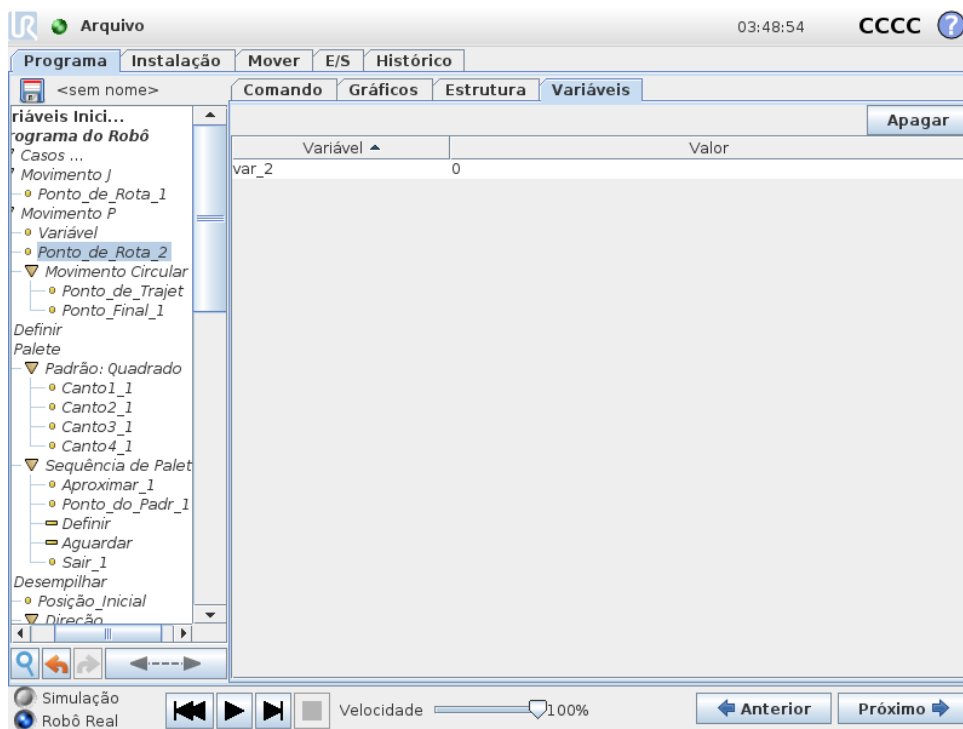 UR Arquivo 03:48:54 CCCC ?
Programa Instalação Mover E/S Histórico
<sem nome> Comando Gráficos Estrutura Variáveis
riáveis Inici... Apagar
rograma do Robô
Variável Valor
Casos ...
var_2 0
Movimento J
Ponto_de_Rota_1
Movimento P
Variável
Ponto_de_Rota_2
Movimento Circular
Ponto_de_Trajet
Ponto_Final_1
Definir
Palete
Padrão: Quadrado
Canto1_1
Canto2_1
Canto3_1
Canto4_1
Sequência de Palet
Aproximar_1
Ponto_do_Padr_1
Definir
Aguardar
Sair_1
Desempilhar
Posição_Inicial
Direção
Simulação
Robô Real
Velocidade 100% Anterior Próximo